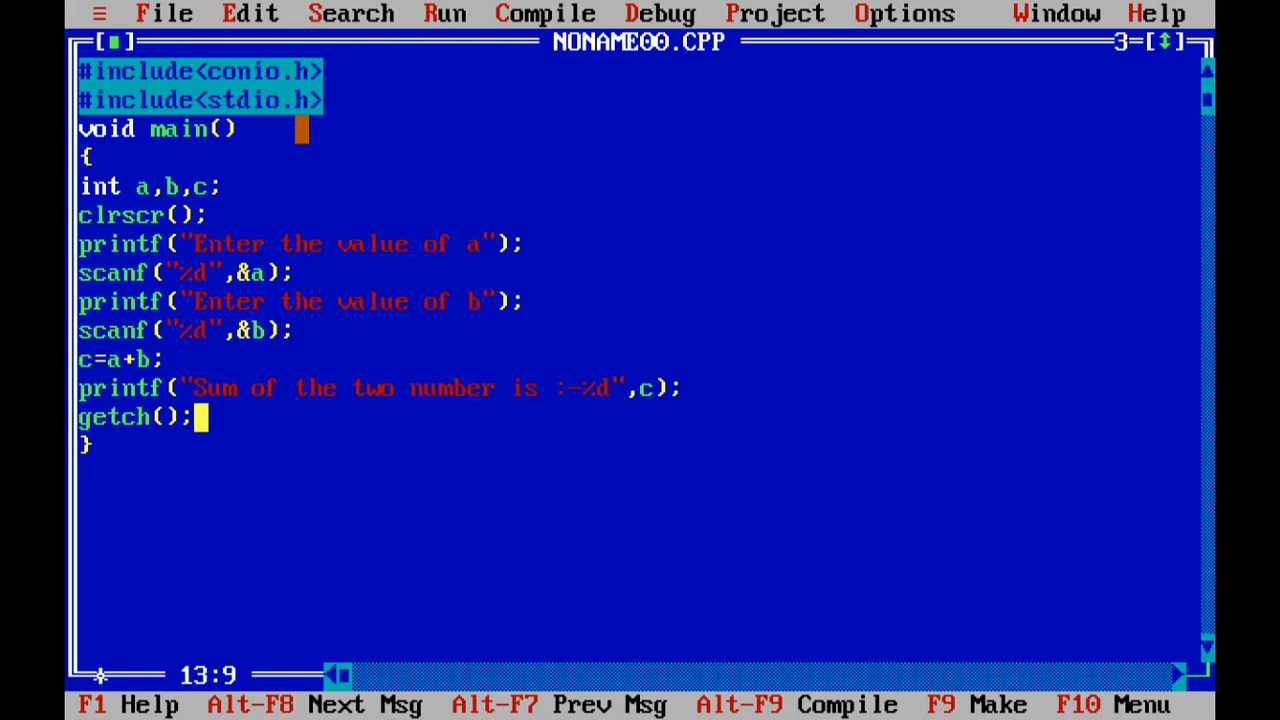 ≡ File Edit Search Run Compile Debug Project Options Window Help
[■] NONAME00.CPP 3=[↕]
#include<conio.h>
#include<stdio.h>
void main()
{
int a,b,c;
clrscr();
printf("Enter the value of a");
scanf("%d",&a);
printf("Enter the value of b");
scanf("%d",&b);
c=a+b;
printf("Sum of the two number is :-%d",c);
getch();
}
13:9
F1 Help Alt-F8 Next Msg Alt-F7 Prev Msg Alt-F9 Compile F9 Make F10 Menu